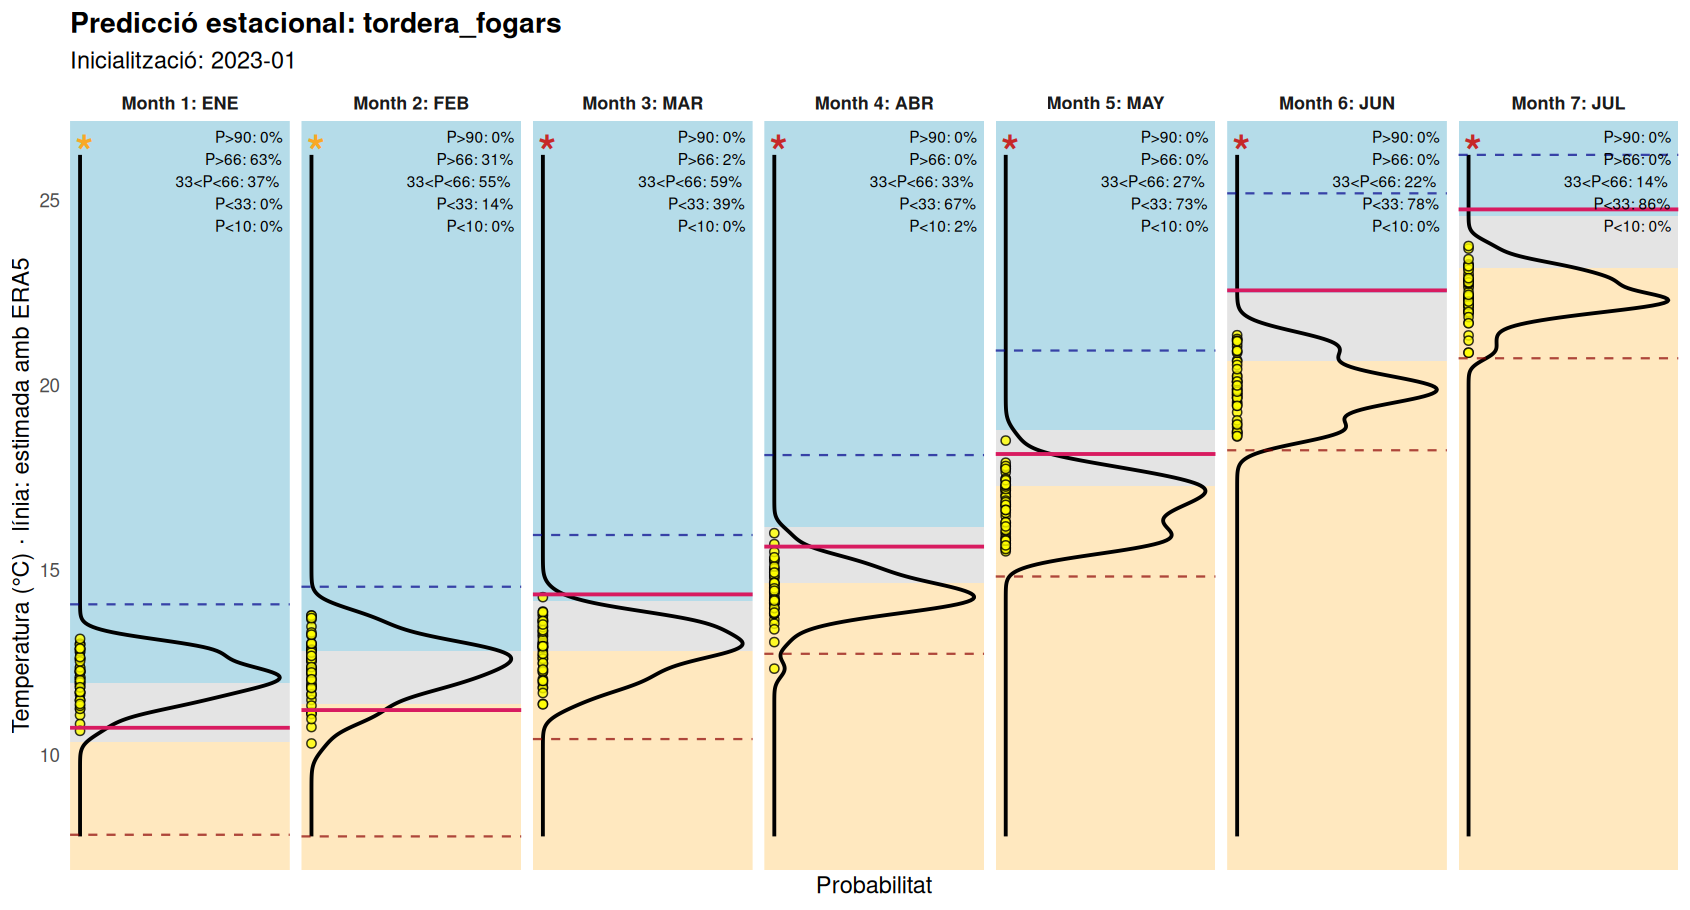 Predicció estacional: tordera_fogars
Inicialització: 2023-01
Month 1: ENE
Month 2: FEB
Month 3: MAR
Month 4: ABR
Month 5: MAY
Month 6: JUN
Month 7: JUL
P>90: 0%
P>66: 63%
33<P<66: 37%
P<33: 0%
P<10: 0%
P>90: 0%
P>66: 31%
33<P<66: 55%
P<33: 14%
P<10: 0%
P>90: 0%
P>66: 2%
33<P<66: 59%
P<33: 39%
P<10: 0%
P>90: 0%
P>66: 0%
33<P<66: 33%
P<33: 67%
P<10: 2%
P>90: 0%
P>66: 0%
33<P<66: 27%
P<33: 73%
P<10: 0%
P>90: 0%
P>66: 0%
33<P<66: 22%
P<33: 78%
P<10: 0%
P>90: 0%
P>66: 0%
33<P<66: 14%
P<33: 86%
P<10: 0%
25
20
15
10
Temperatura (°C) · línia: estimada amb ERA5
Probabilitat